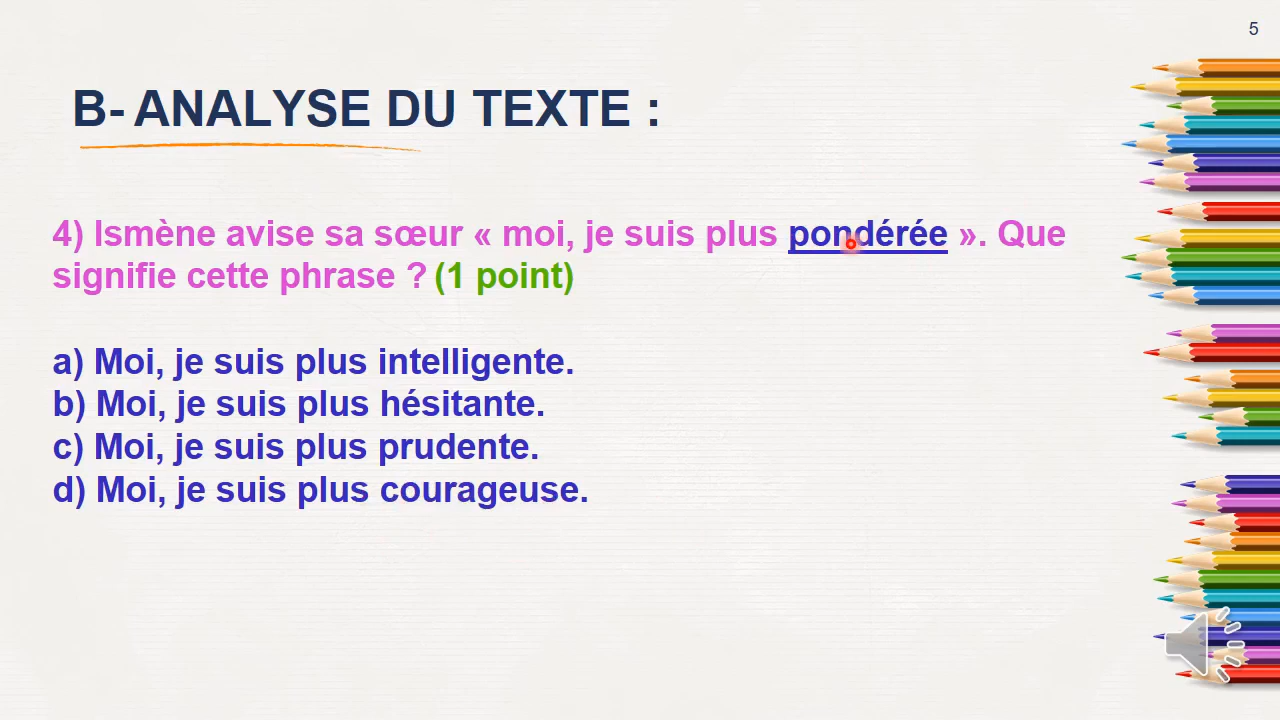 5
B- ANALYSE DU TEXTE :
4) Ismène avise sa sœur « moi, je suis plus pondérée ». Que
signifie cette phrase ? (1 point)
a) Moi, je suis plus intelligente.
b) Moi, je suis plus hésitante.
c) Moi, je suis plus prudente.
d) Moi, je suis plus courageuse.